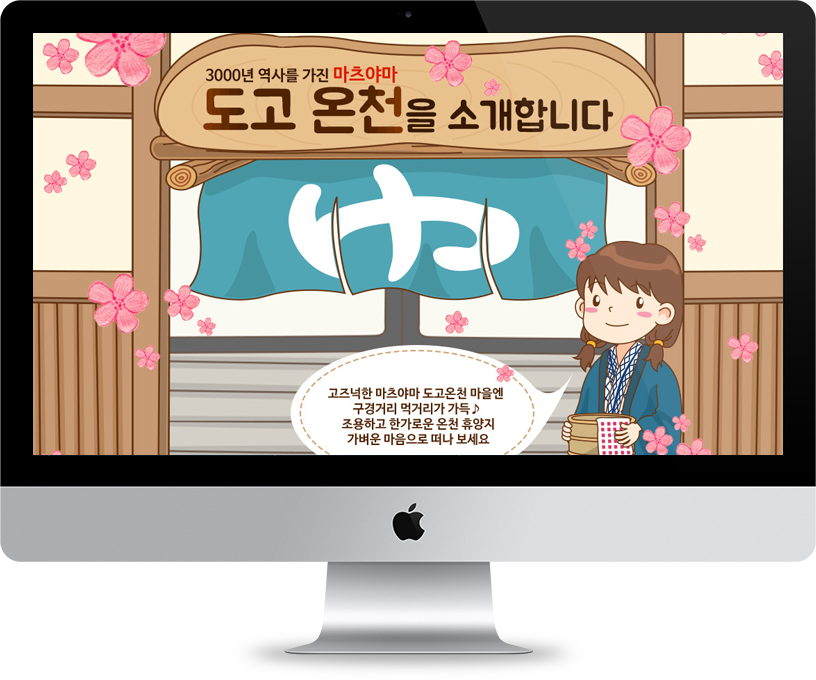 3000년 역사를 가진 마츠야마
도고 온천을 소개합니다
ゆ
고즈넉한 마츠야마 도고온천 마을엔
구경거리 먹거리가 가득♪
조용하고 한가로운 온천 휴양지
가벼운 마음으로 떠나 보세요